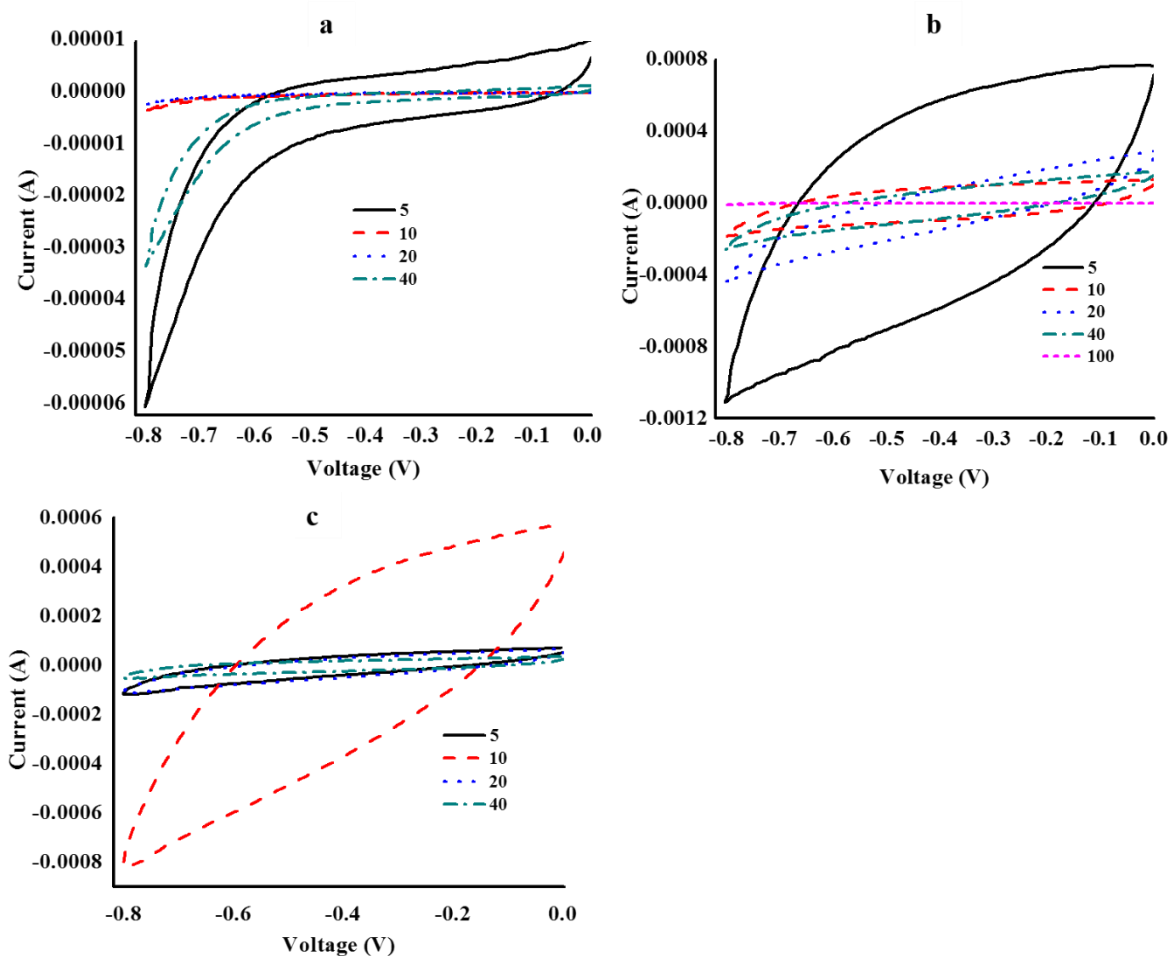 a
0.00001
0.00000
-0.00001
-0.00002
-0.00003
-0.00004
-0.00005
-0.00006
Current (A)
5
10
20
40
-0.8 -0.7 -0.6 -0.5 -0.4 -0.3 -0.2 -0.1 0.0
Voltage (V)
b
0.0008
0.0004
0.0000
-0.0004
-0.0008
-0.0012
Current (A)
5
10
20
40
100
-0.8 -0.7 -0.6 -0.5 -0.4 -0.3 -0.2 -0.1 0.0
Voltage (V)
c
0.0006
0.0004
0.0002
0.0000
-0.0002
-0.0004
-0.0006
-0.0008
Current (A)
5
10
20
40
-0.8 -0.6 -0.4 -0.2 0.0
Voltage (V)